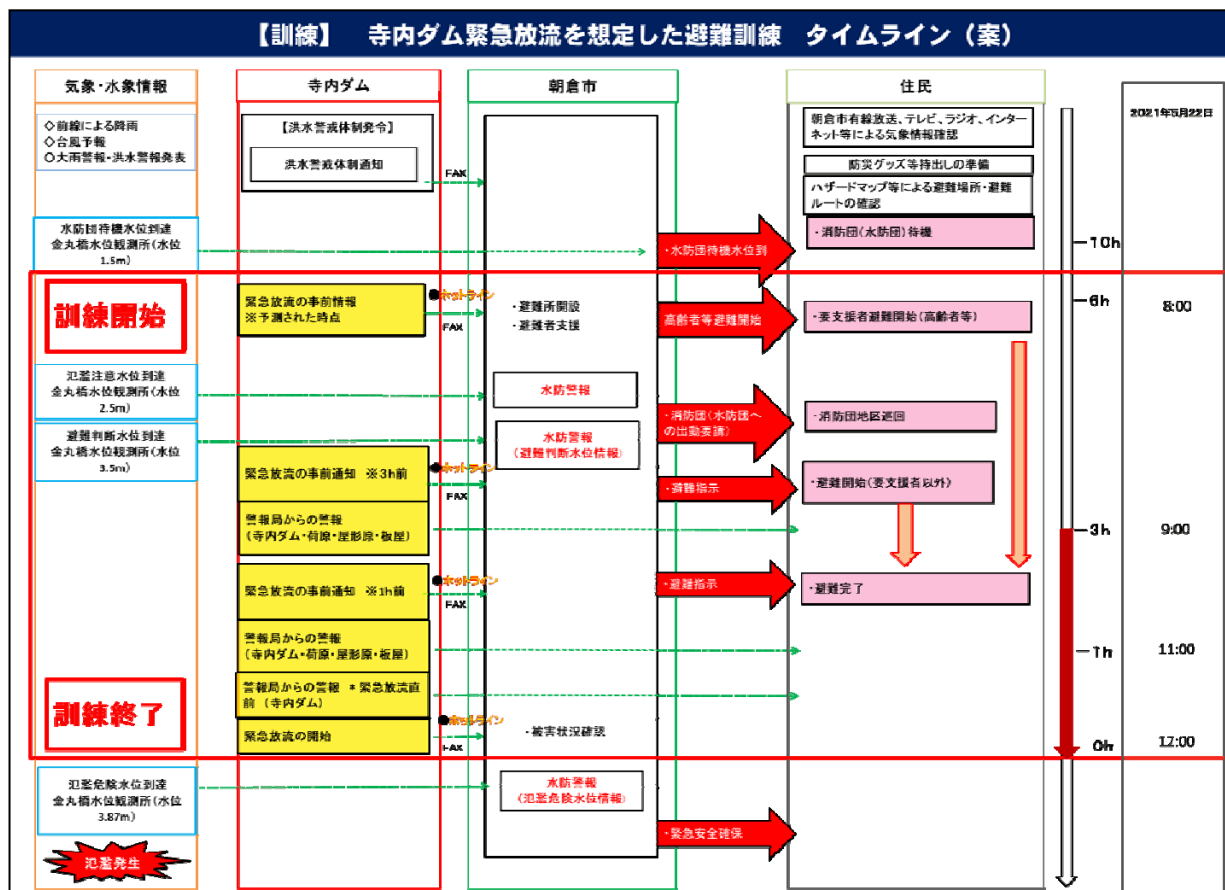 【訓練】 寺内ダム緊急放流を想定した避難訓練 タイムライン（案）
気象・水象情報
寺内ダム
朝倉市
住民
2021年5月22日
◇前線による降雨
◇台風予報
○大雨警報・洪水警報発表
【洪水警戒体制発令】
洪水警戒体制通知
FAX
朝倉市有線放送、テレビ、ラジオ、インター
ネット等による気象情報確認
防災グッズ等持出しの準備
ハザードマップ等による避難場所・避難
ルートの確認
水防団待機水位到達
金丸橋水位観測所(水位
1.5m)
・水防団待機水位到
・消防団(水防団)待機
10h
訓練開始
緊急放流の事前情報
※予測された時点
●ホットライン
FAX
・避難所開設
・避難者支援
高齢者等避難開始
・要支援者避難開始(高齢者等)
6h
8:00
氾濫注意水位到達
金丸橋水位観測所(水位
2.5m)
水防警報
・消防団(水防団への出動要請)
・消防団地区巡回
避難判断水位到達
金丸橋水位観測所(水位
3.5m)
水防警報
(避難判断水位情報)
緊急放流の事前通知 ※3h前
●ホットライン
FAX
・避難指示
・避難開始(要支援者以外)
警報局からの警報
(寺内ダム・荷原・屋形原・板屋)
3h
9:00
緊急放流の事前通知 ※1h前
●ホットライン
FAX
・避難指示
・避難完了
警報局からの警報
(寺内ダム・荷原・屋形原・板屋)
1h
11:00
警報局からの警報 *緊急放流直
前 (寺内ダム)
訓練終了
緊急放流の開始
●ホットライン
FAX
・被害状況確認
0h
12:00
氾濫危険水位到達
金丸橋水位観測所(水位
3.87m)
水防警報
(氾濫危険水位情報)
・緊急安全確保
氾濫発生